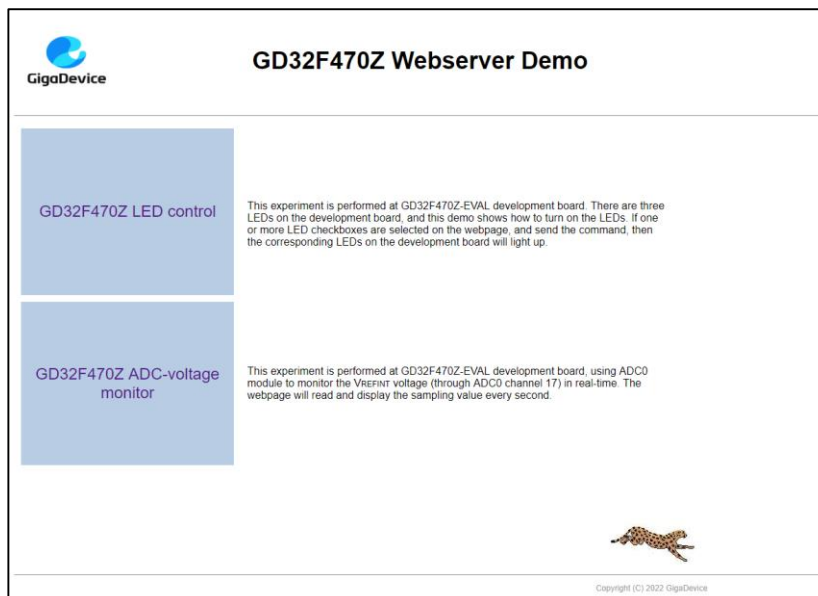 GigaDevice
GD32F470Z Webserver Demo
GD32F470Z LED control
This experiment is performed at GD32F470Z-EVAL development board. There are three
LEDs on the development board, and this demo shows how to turn on the LEDs. If one
or more LED checkboxes are selected on the webpage, and send the command, then
the corresponding LEDs on the development board will light up.
GD32F470Z ADC-voltage
monitor
This experiment is performed at GD32F470Z-EVAL development board, using ADC0
module to monitor the VREFINT voltage (through ADC0 channel 17) in real-time. The
webpage will read and display the sampling value every second.
Copyright (C) 2022 GigaDevice